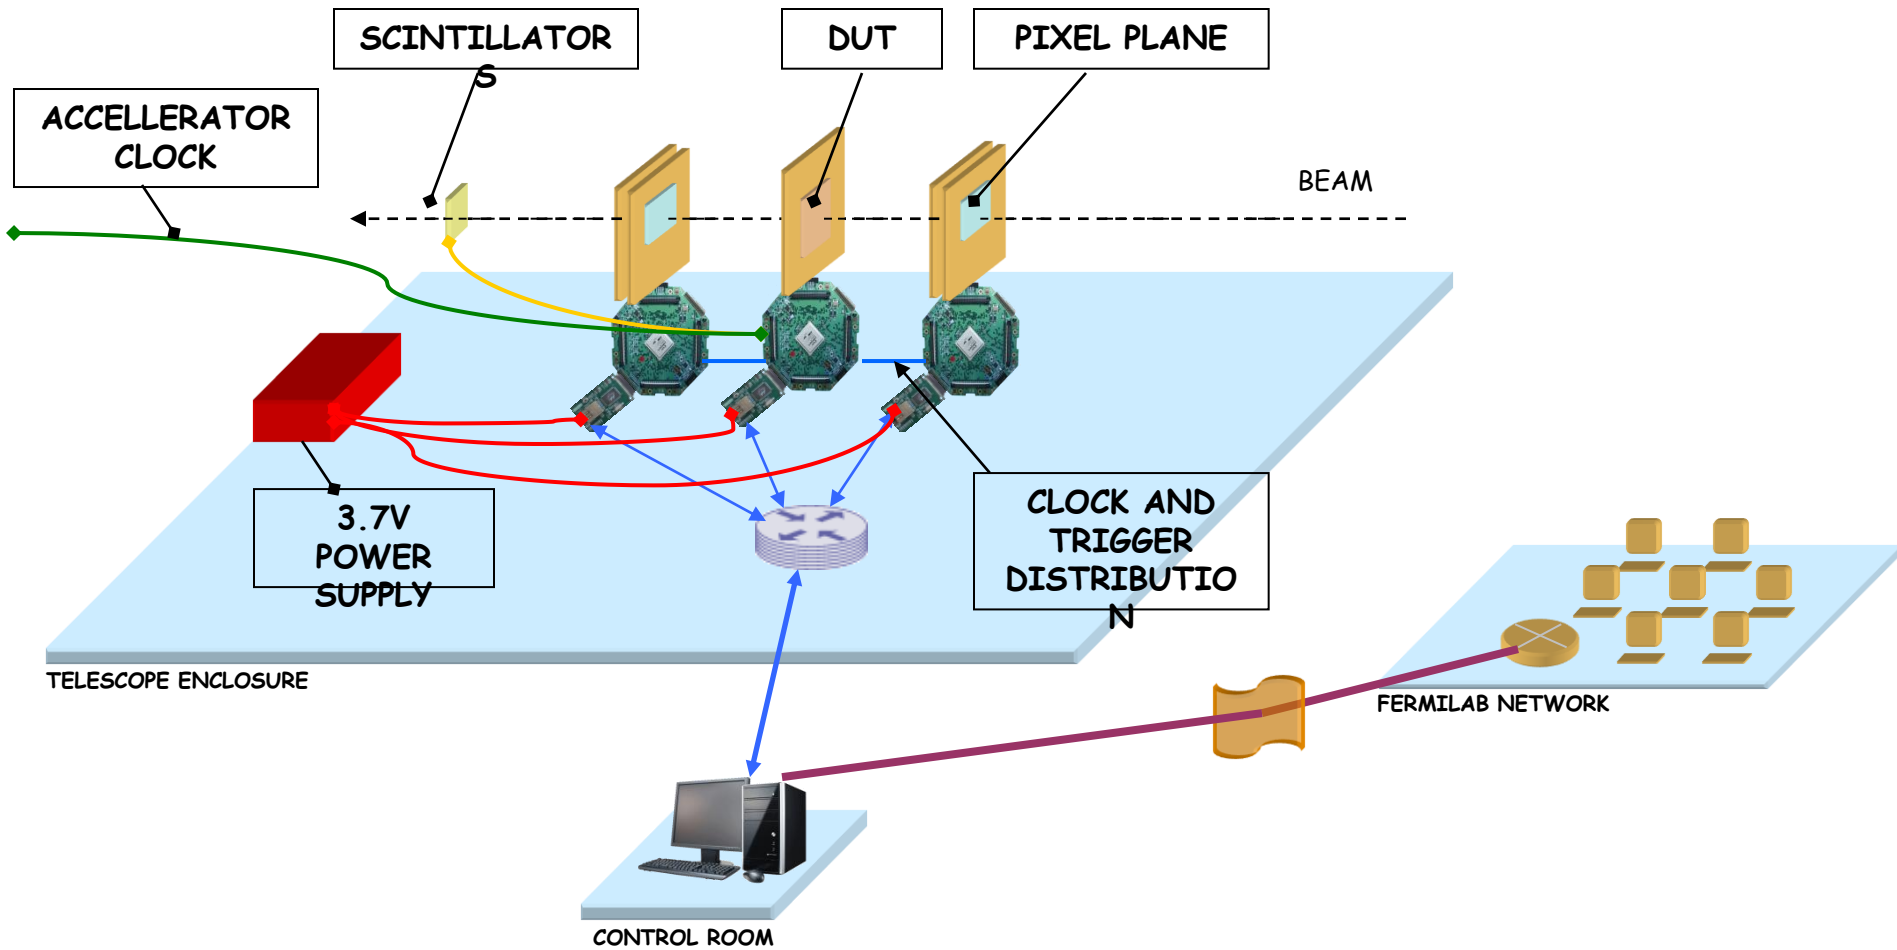 SCINTILLATOR
S
DUT
PIXEL PLANE
ACCELLERATOR
CLOCK
BEAM
3.7V
POWER
SUPPLY
CLOCK AND
TRIGGER
DISTRIBUTIO
N
TELESCOPE ENCLOSURE
FERMILAB NETWORK
CONTROL ROOM